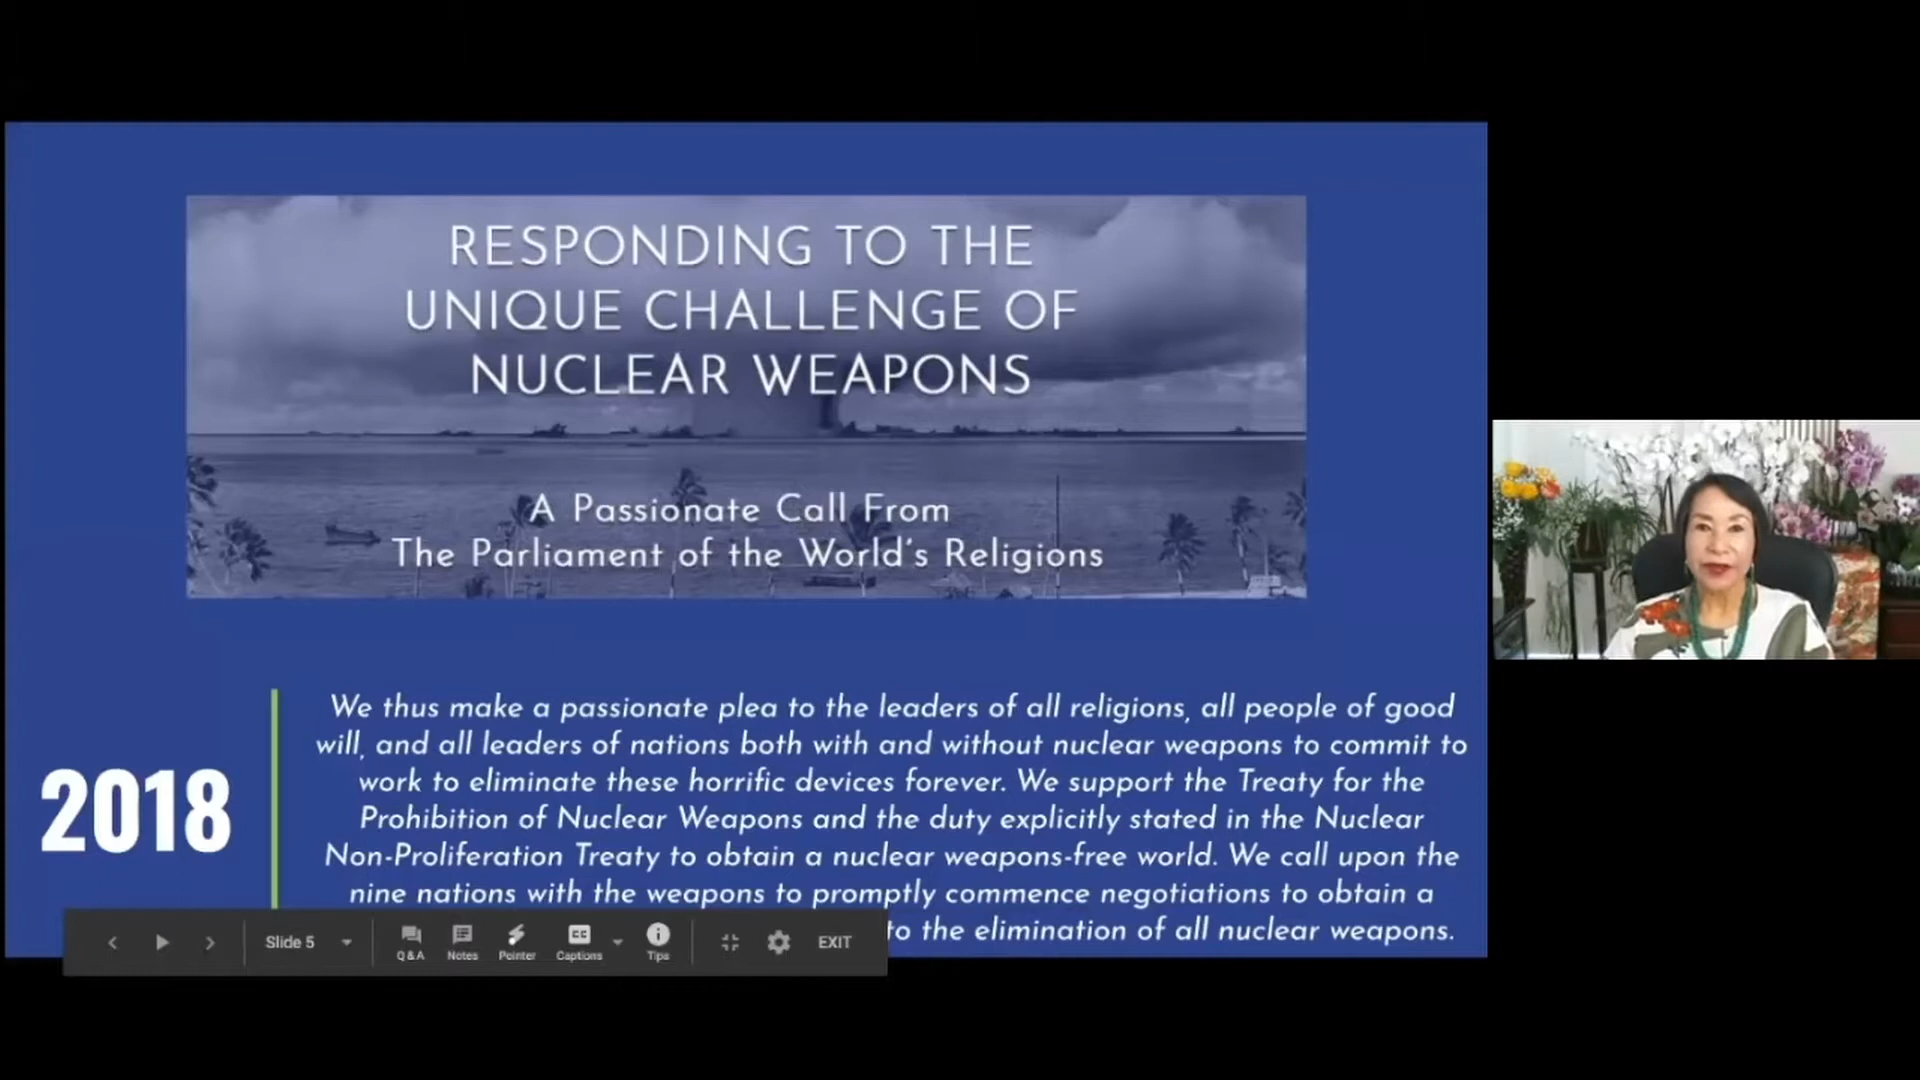 RESPONDING TO THE
UNIQUE CHALLENGE OF
NUCLEAR WEAPONS
A Passionate Call From
The Parliament of the World's Religions
2018
We thus make a passionate plea to the leaders of all religions, all people of good
will, and all leaders of nations both with and without nuclear weapons to commit to
work to eliminate these horrific devices forever. We support the Treaty for the
Prohibition of Nuclear Weapons and the duty explicitly stated in the Nuclear
Non-Proliferation Treaty to obtain a nuclear weapons-free world. We call upon the
nine nations with the weapons to promptly commence negotiations to obtain a
to the elimination of all nuclear weapons.
Slide 5
Q & A
Notes
Pointer
CC
Captions
Tips
EXIT